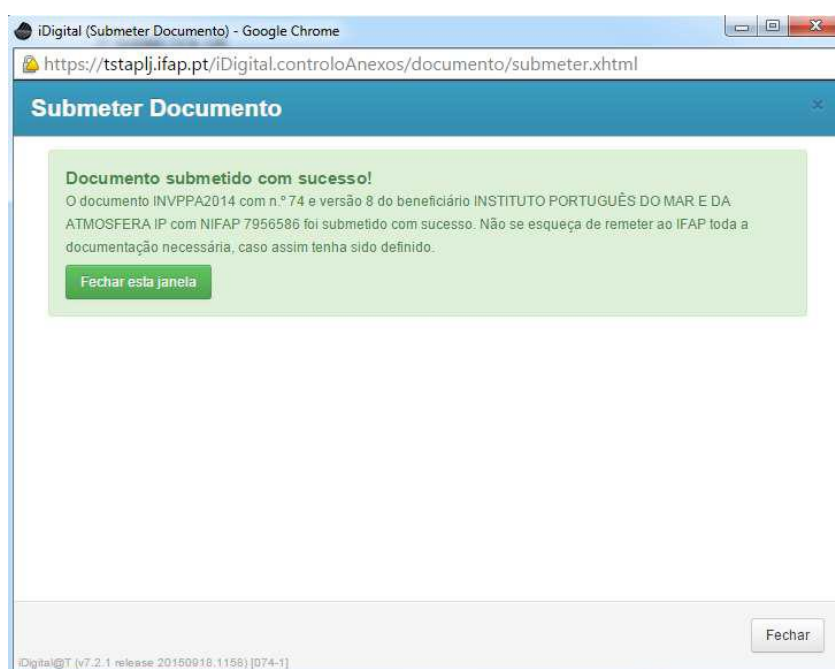 iDigital (Submeter Documento) - Google Chrome
https://tstaplj.ifap.pt/iDigital.controloAnexos/documento/submeter.xhtml
Submeter Documento
Documento submetido com sucesso!
O documento INVPPA2014 com n.º 74 e versão 8 do beneficiário INSTITUTO PORTUGUÊS DO MAR E DA
ATMOSFERA IP com NIFAP 7956586 foi submetido com sucesso. Não se esqueça de remeter ao IFAP toda a
documentação necessária, caso assim tenha sido definido.
Fechar esta janela
Fechar
iDigital@T (v7.2.1 release 20150918.1158) [074-1]